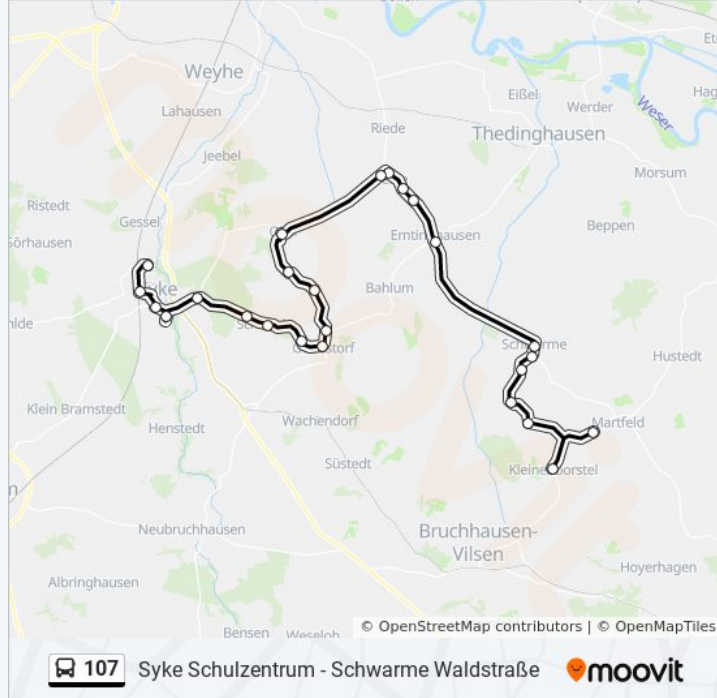 Weyhe
Eißel
Weser
Werder
Lahausen
Riede
Thedinghausen
Jeebel
Morsum
Ristedt
Gessel
Beppen
Sörhausen
Emtinghausen
Syke
Bahlum
Hustedt
Klein Bramstedt
Wachendorf
Martfeld
Henstedt
Süstedt
Neubruchhausen
Bruchhausen-
Vilsen
Hoyerhagen
Albringhausen
Bensen
Weseloh
© OpenStreetMap contributors | © OpenMapTiles
107 Syke Schulzentrum - Schwarme Waldstraße moovit